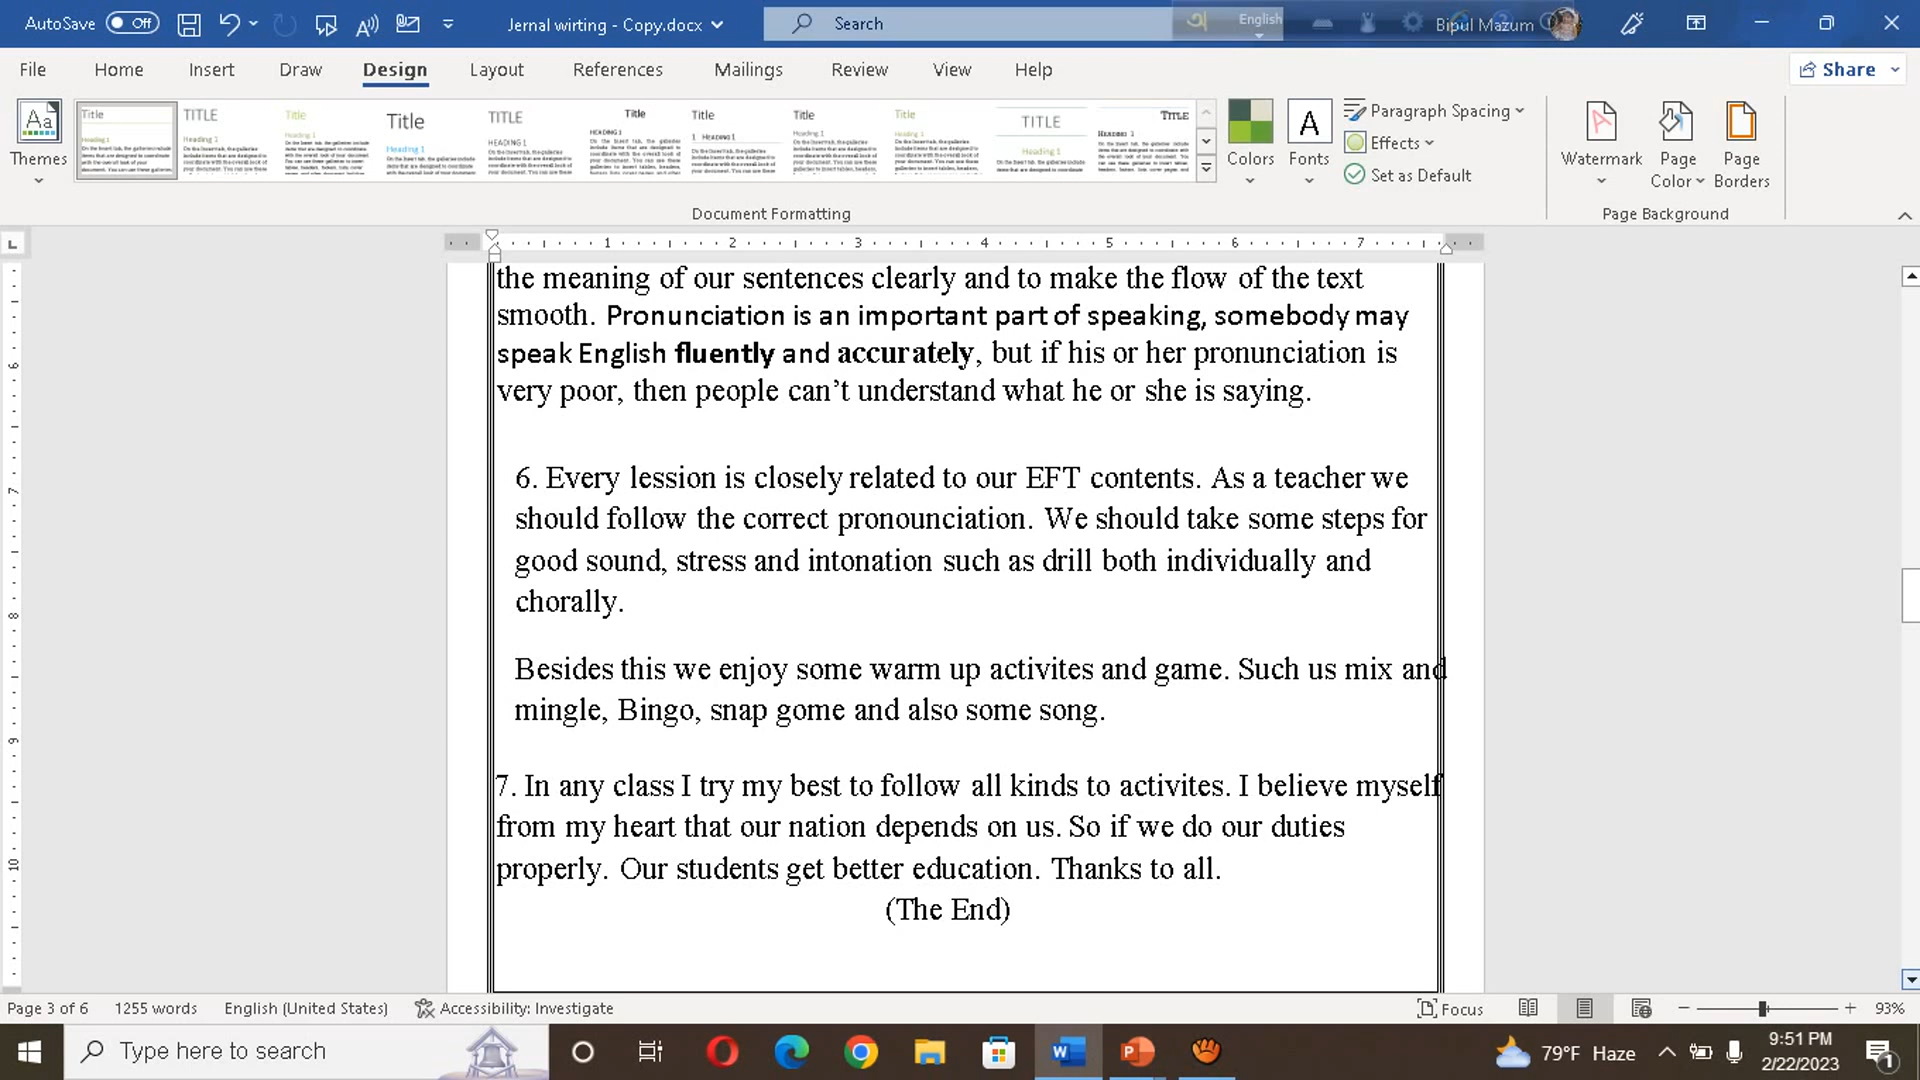 AutoSave Off Jernal wirting - Copy.docx Search English Bipul Mazum
File Home Insert Draw Design Layout References Mailings Review View Help Share
Themes Colors Fonts Paragraph Spacing Effects Set as Default Watermark Page Color Page Borders
Document Formatting Page Background
1 2 3 4 5 6 7
the meaning of our sentences clearly and to make the flow of the text
smooth. Pronunciation is an important part of speaking, somebody may
speak English fluently and accurately, but if his or her pronunciation is
very poor, then people can’t understand what he or she is saying.
6. Every lession is closely related to our EFT contents. As a teacher we
should follow the correct pronounciation. We should take some steps for
good sound, stress and intonation such as drill both individually and
chorally.
Besides this we enjoy some warm up activites and game. Such us mix and
mingle, Bingo, snap gome and also some song.
7. In any class I try my best to follow all kinds to activites. I believe myself
from my heart that our nation depends on us. So if we do our duties
properly. Our students get better education. Thanks to all.
(The End)
Page 3 of 6 1255 words English (United States) Accessibility: Investigate Focus 93%
Type here to search 79°F Haze 9:51 PM
2/22/2023